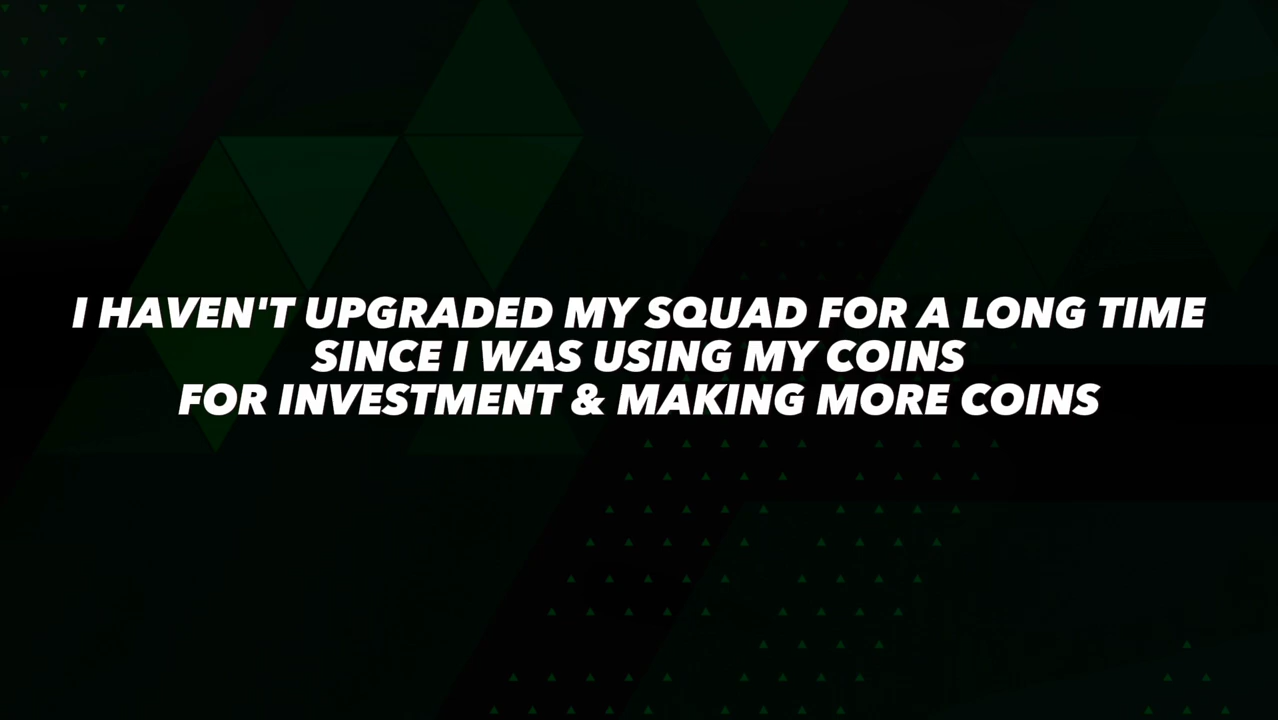 I HAVEN'T UPGRADED MY SQUAD FOR A LONG TIME
SINCE I WAS USING MY COINS
FOR INVESTMENT & MAKING MORE COINS